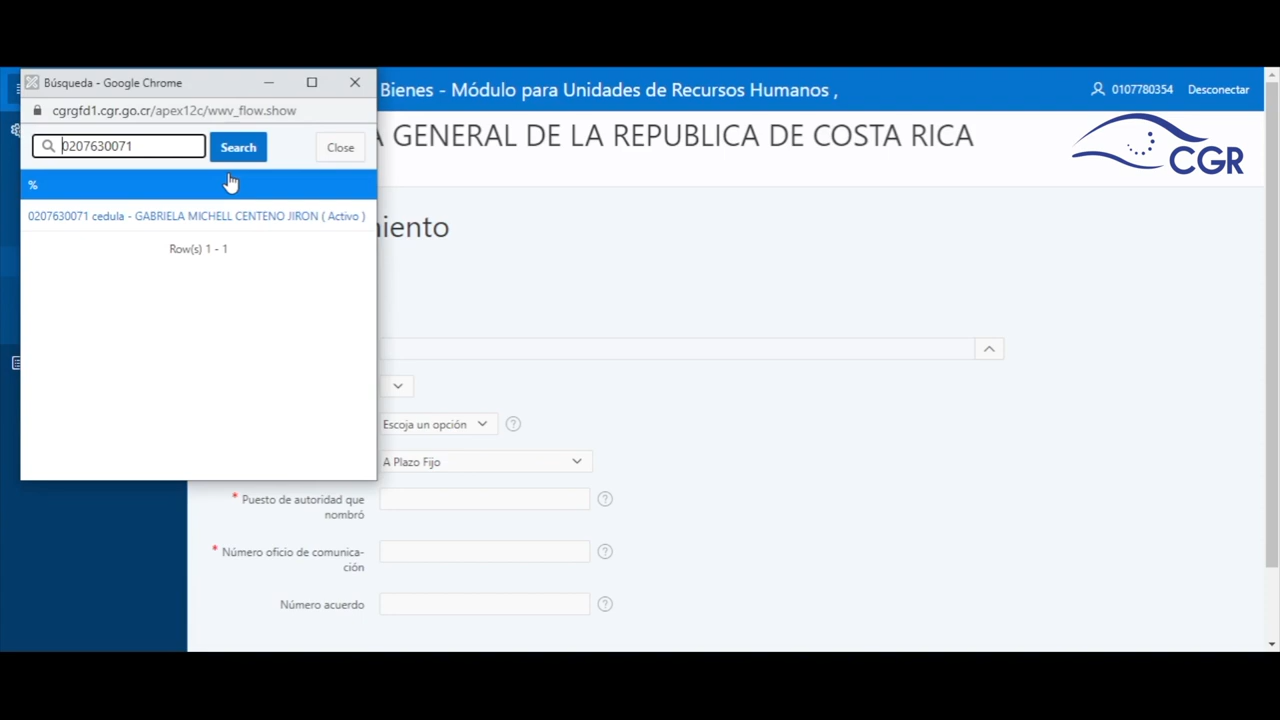 Búsqueda - Google Chrome
cgrgfd1.cgr.go.cr/apex12c/wwv_flow.show
0207630071
Search
Close
%
0207630071 cedula - GABRIELA MICHELL CENTENO JIRON ( Activo )
Row(s) 1 - 1
Bienes - Módulo para Unidades de Recursos Humanos ,
0107780354
Desconectar
GENERAL DE LA REPUBLICA DE COSTA RICA
CGR
iento
Escoja un opción
A Plazo Fijo
* Puesto de autoridad que
nombró
* Número oficio de comunica-
ción
Número acuerdo